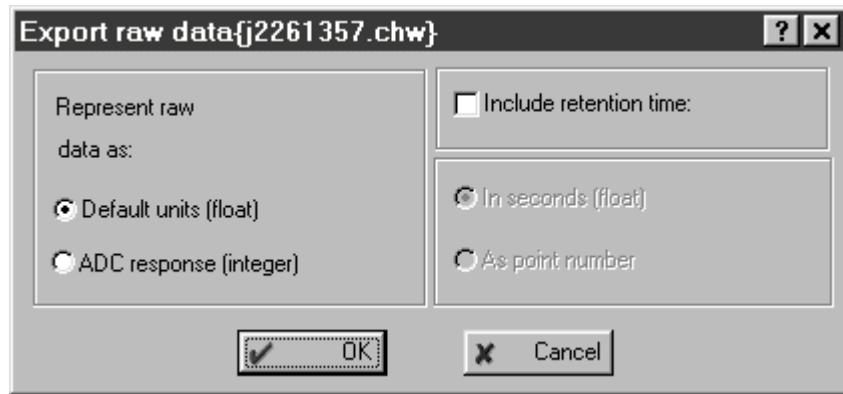 Export raw data{j2261357.chw}
Represent raw
data as:
Default units (float)
ADC response (integer)
Include retention time:
In seconds (float)
As point number
OK
Cancel